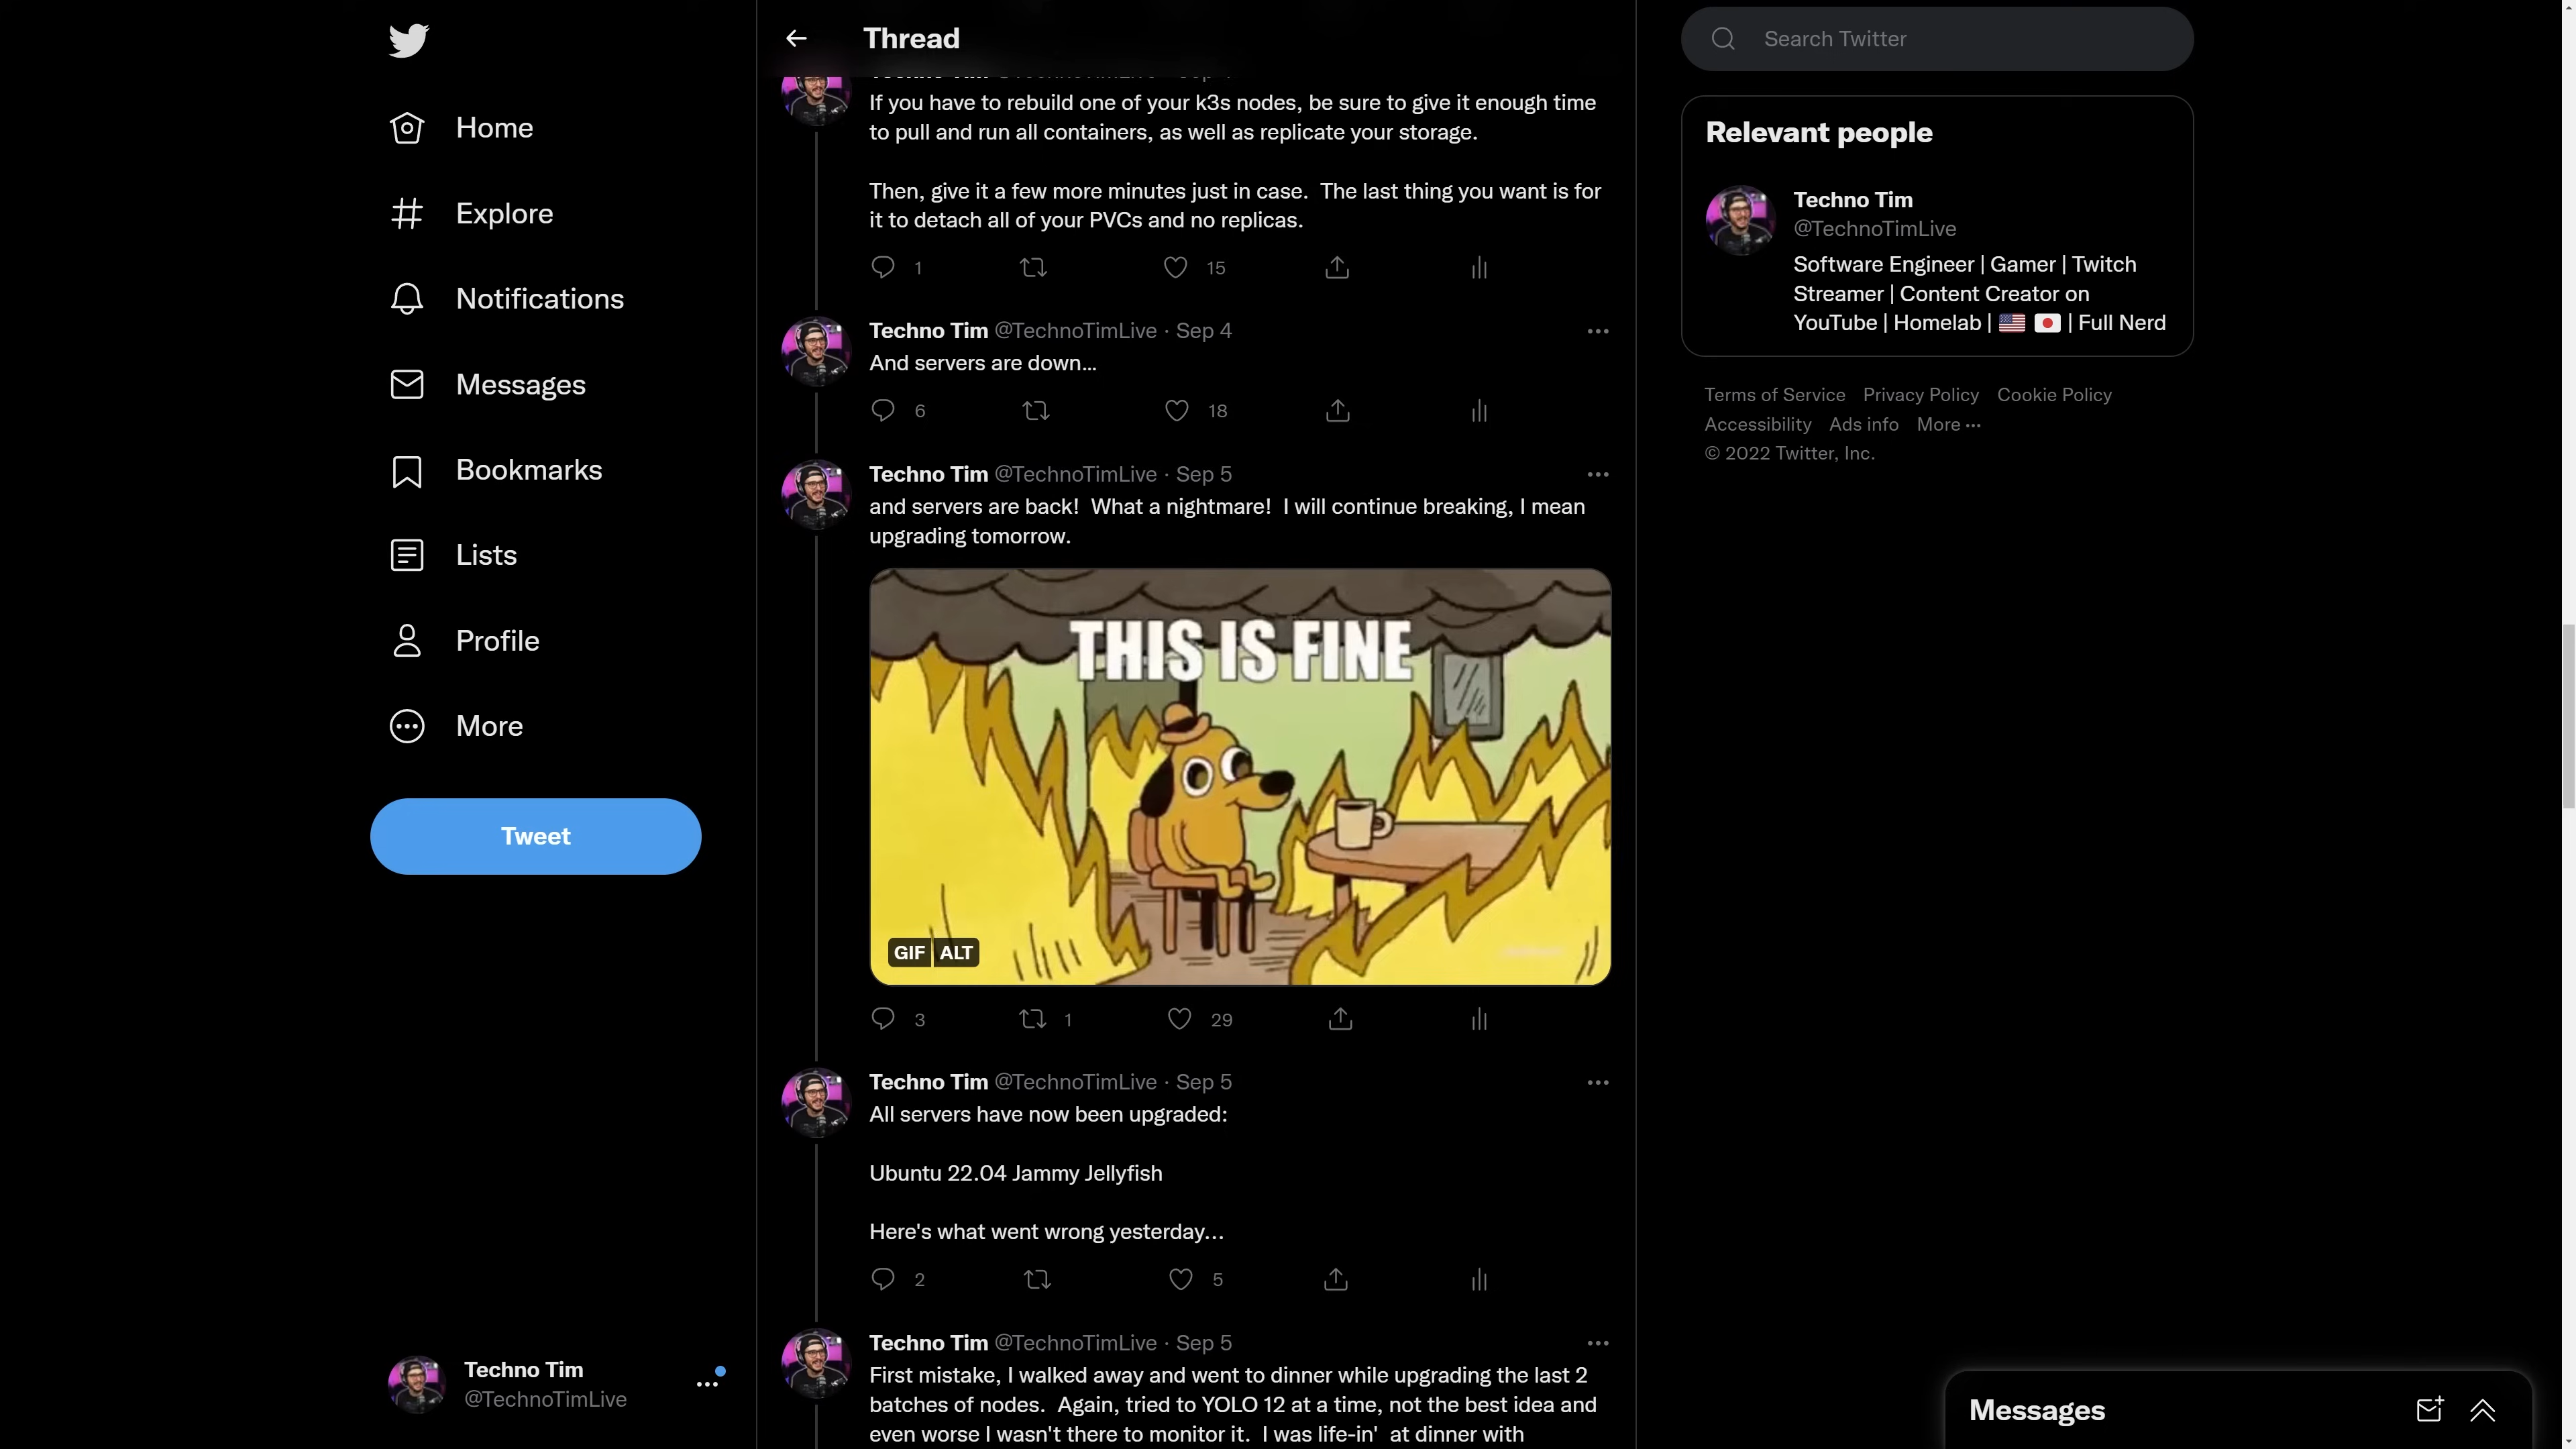 Home
Explore
Notifications
Messages
Bookmarks
Lists
Profile
More
Tweet
Techno Tim
@TechnoTimLive
Thread
If you have to rebuild one of your k3s nodes, be sure to give it enough time
to pull and run all containers, as well as replicate your storage.
Then, give it a few more minutes just in case.  The last thing you want is for
it to detach all of your PVCs and no replicas.
1
15
Techno Tim @TechnoTimLive · Sep 4
And servers are down...
6
18
Techno Tim @TechnoTimLive · Sep 5
and servers are back!  What a nightmare!  I will continue breaking, I mean
upgrading tomorrow.
THIS IS FINE
GIF ALT
3
1
29
Techno Tim @TechnoTimLive · Sep 5
All servers have now been upgraded:
Ubuntu 22.04 Jammy Jellyfish
Here's what went wrong yesterday…
2
5
Techno Tim @TechnoTimLive · Sep 5
First mistake, I walked away and went to dinner while upgrading the last 2
batches of nodes.  Again, tried to YOLO 12 at a time, not the best idea and
even worse I wasn't there to monitor it.  I was life-in'  at dinner with
Search Twitter
Relevant people
Techno Tim
@TechnoTimLive
Software Engineer | Gamer | Twitch
Streamer | Content Creator on
YouTube | Homelab | 🇺🇸 🇯🇵 | Full Nerd
Terms of Service Privacy Policy Cookie Policy
Accessibility Ads info More ···
© 2022 Twitter, Inc.
Messages